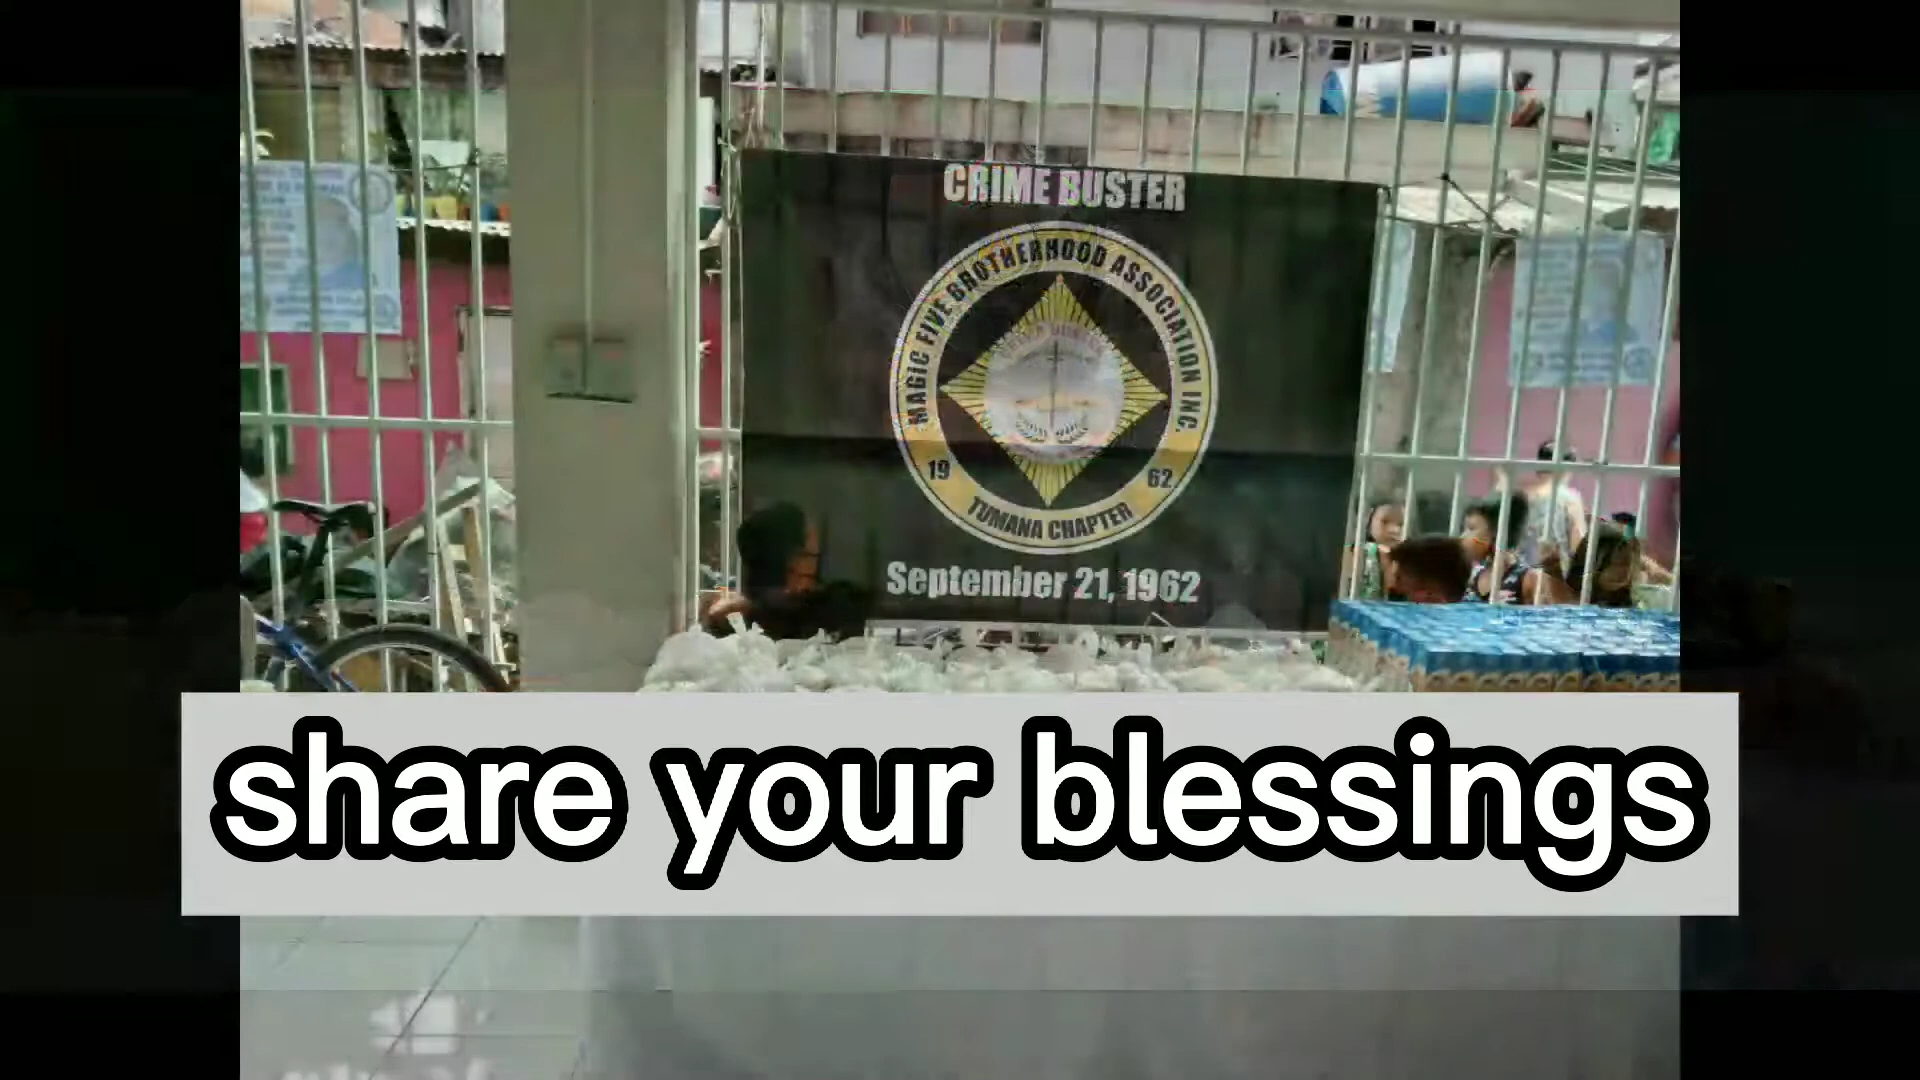 CRIME BUSTER
MAGIC FIVE BROTHERHOOD ASSOCIATION INC.
19 62
TUMANA CHAPTER
September 21, 1962
share your blessings